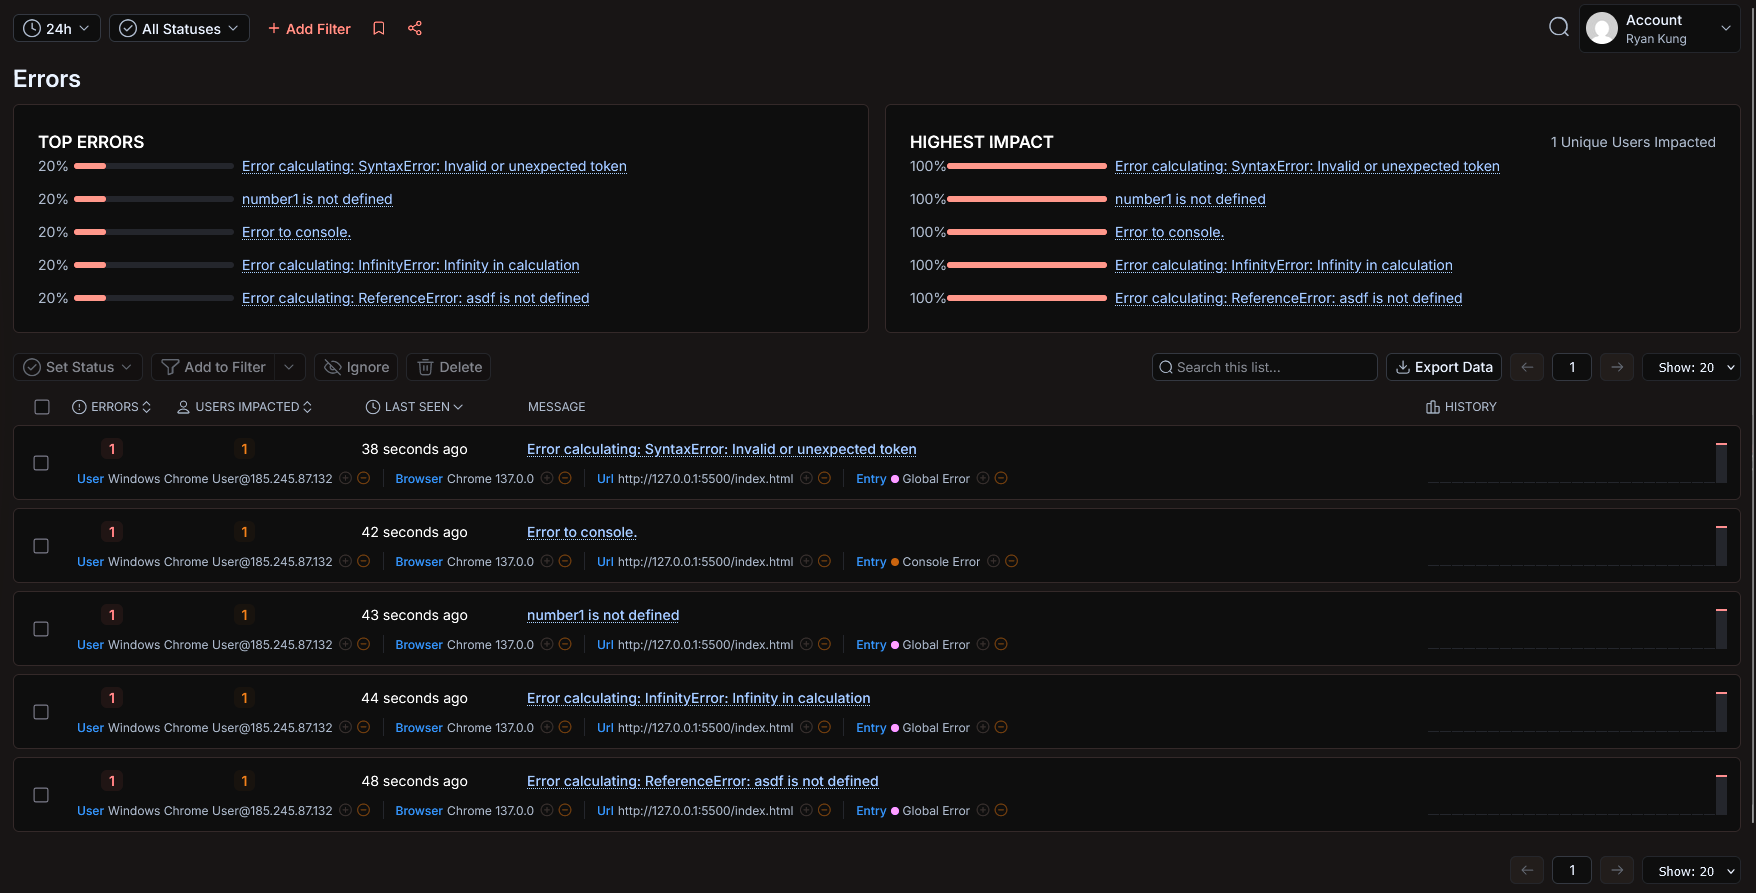 24h All Statuses + Add Filter Account
Ryan Kung
Errors
TOP ERRORS
20% Error calculating: SyntaxError: Invalid or unexpected token
20% number1 is not defined
20% Error to console.
20% Error calculating: InfinityError: Infinity in calculation
20% Error calculating: ReferenceError: asdf is not defined
HIGHEST IMPACT 1 Unique Users Impacted
100% Error calculating: SyntaxError: Invalid or unexpected token
100% number1 is not defined
100% Error to console.
100% Error calculating: InfinityError: Infinity in calculation
100% Error calculating: ReferenceError: asdf is not defined
Set Status Add to Filter Ignore Delete Search this list... Export Data 1 Show: 20
ERRORS USERS IMPACTED LAST SEEN MESSAGE HISTORY
1 1 38 seconds ago Error calculating: SyntaxError: Invalid or unexpected token
User Windows Chrome User@185.245.87.132 Browser Chrome 137.0.0 Url http://127.0.0.1:5500/index.html Entry Global Error
1 1 42 seconds ago Error to console.
User Windows Chrome User@185.245.87.132 Browser Chrome 137.0.0 Url http://127.0.0.1:5500/index.html Entry Console Error
1 1 43 seconds ago number1 is not defined
User Windows Chrome User@185.245.87.132 Browser Chrome 137.0.0 Url http://127.0.0.1:5500/index.html Entry Global Error
1 1 44 seconds ago Error calculating: InfinityError: Infinity in calculation
User Windows Chrome User@185.245.87.132 Browser Chrome 137.0.0 Url http://127.0.0.1:5500/index.html Entry Global Error
1 1 48 seconds ago Error calculating: ReferenceError: asdf is not defined
User Windows Chrome User@185.245.87.132 Browser Chrome 137.0.0 Url http://127.0.0.1:5500/index.html Entry Global Error
1 Show: 20